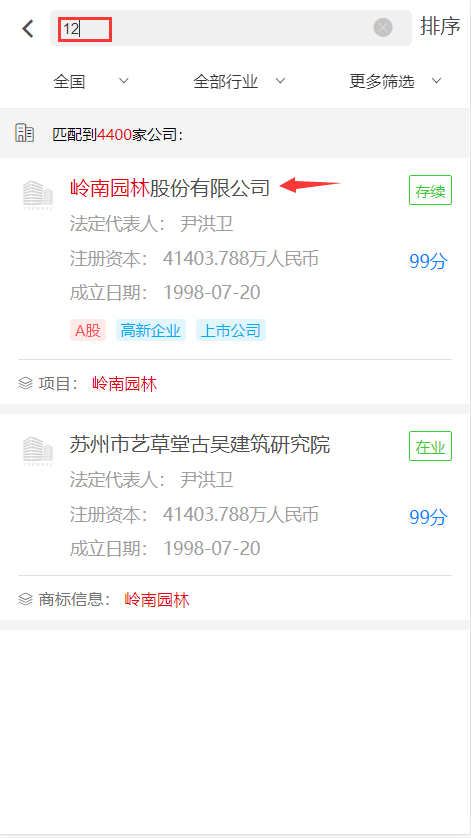 12
排序
全国
全部行业
更多筛选
匹配到4400家公司：
岭南园林股份有限公司
存续
法定代表人： 尹洪卫
注册资本： 41403.788万人民币
99分
成立日期： 1998-07-20
A股 高新企业 上市公司
项目： 岭南园林
苏州市艺草堂古吴建筑研究院
在业
法定代表人： 尹洪卫
注册资本： 41403.788万人民币
99分
成立日期： 1998-07-20
商标信息： 岭南园林